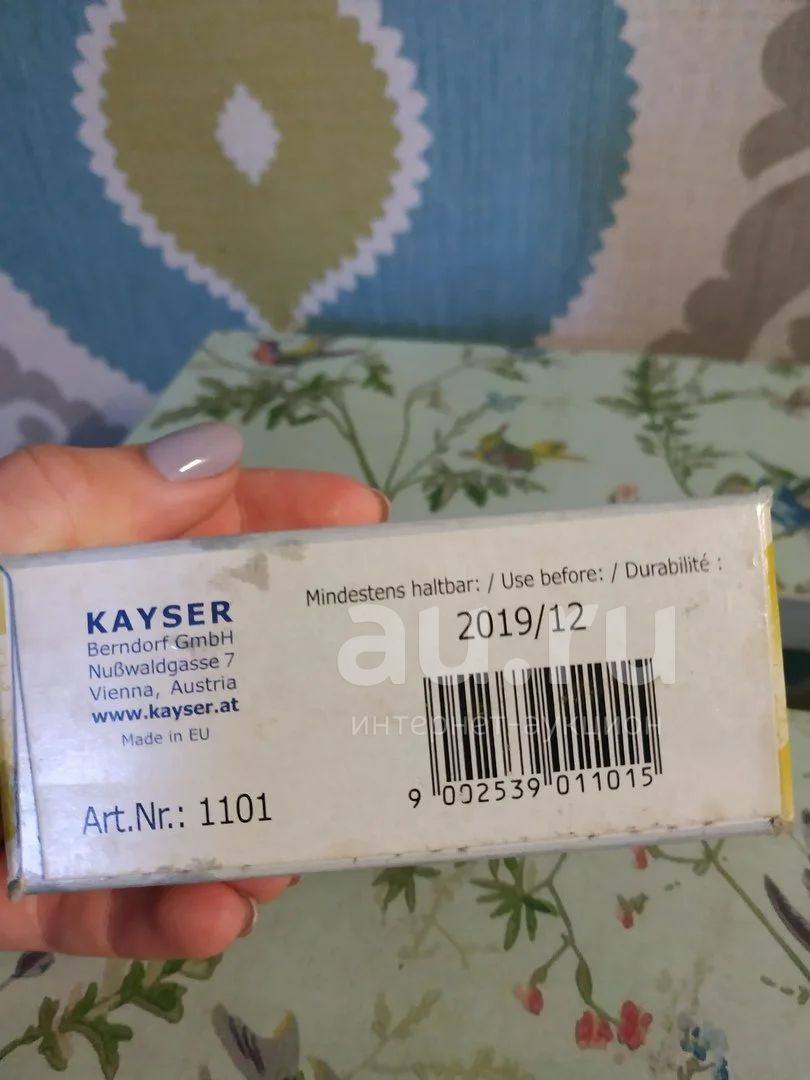 KAYSER
Berndorf GmbH
Nußwaldgasse 7
Vienna, Austria
www.kayser.at
Made in EU
Art.Nr.: 1101
Mindestens haltbar: / Use before: / Durabilité :
2019/12
9 002539 011015
au.ru
интернет-аукцион